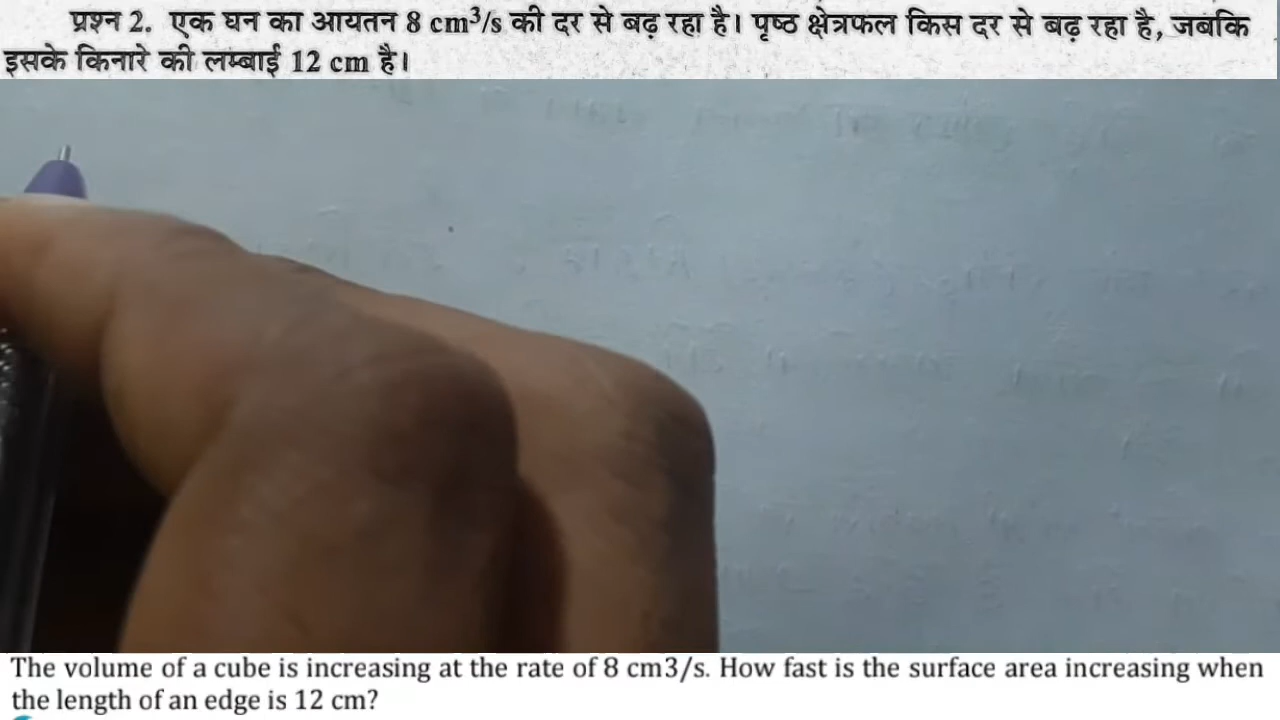 प्रश्न 2. एक घन का आयतन 8 cm³/s की दर से बढ़ रहा है। पृष्ठ क्षेत्रफल किस दर से बढ़ रहा है, जबकि
इसके किनारे की लम्बाई 12 cm है।
The volume of a cube is increasing at the rate of 8 cm3/s. How fast is the surface area increasing when
the length of an edge is 12 cm?